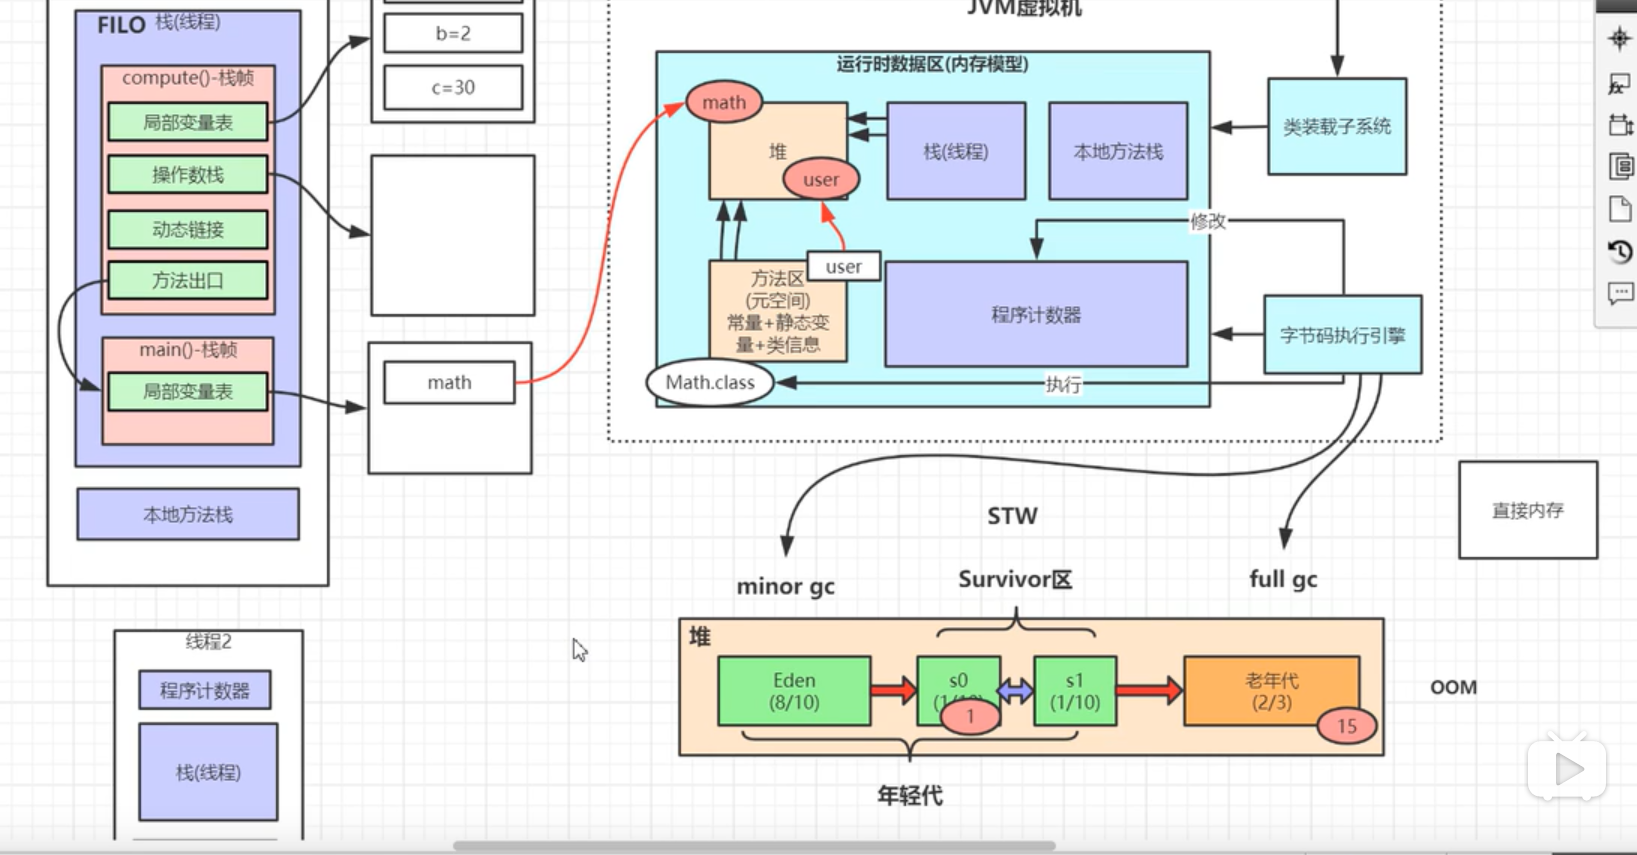 FILO 栈(线程)
compute()-栈帧
局部变量表
操作数栈
动态链接
方法出口
main()-栈帧
局部变量表
本地方法栈
b=2
c=30
math
线程2
程序计数器
栈(线程)
JVM虚拟机
运行时数据区(内存模型)
math
堆
user
栈(线程)
本地方法栈
类装载子系统
修改
user
方法区
(元空间)
常量+静态变
量+类信息
程序计数器
字节码执行引擎
Math.class
执行
直接内存
STW
minor gc
Survivor区
full gc
堆
Eden
(8/10)
s0
1
s1
(1/10)
老年代
(2/3)
15
OOM
年轻代